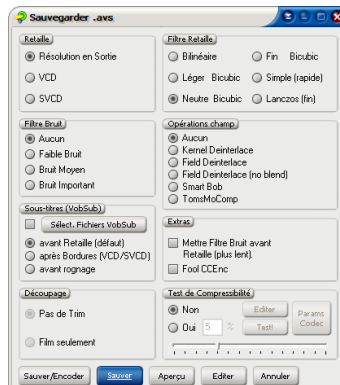 Sauvegarder .avs
Retaille
Résolution en Sortie
VCD
SVCD
Filtre Retaille
Bilinéaire
Fin Bicubic
Léger Bicubic
Simple (rapide)
Neutre Bicubic
Lanczos (fin)
Filtre Bruit
Aucun
Faible Bruit
Bruit Moyen
Bruit Important
Opérations champ
Aucun
Kernel Deinterlace
Field Deinterlace
Field Deinterlace (no blend)
Smart Bob
TomsMoComp
Sous-titres (VobSub)
Sélect. Fichiers VobSub
avant Retaille (défaut)
après Bordures (VCD/SVCD)
avant rognage
Extras
Mettre Filtre Bruit avant
Retaille (plus lent).
Fool CCEnc
Découpage
Pas de Trim
Film seulement
Test de Compressibilité
Non
Editer
Oui 5 %
Test!
Params
Codec
Sauver/Encoder
Sauver
Aperçu
Editer
Annuler